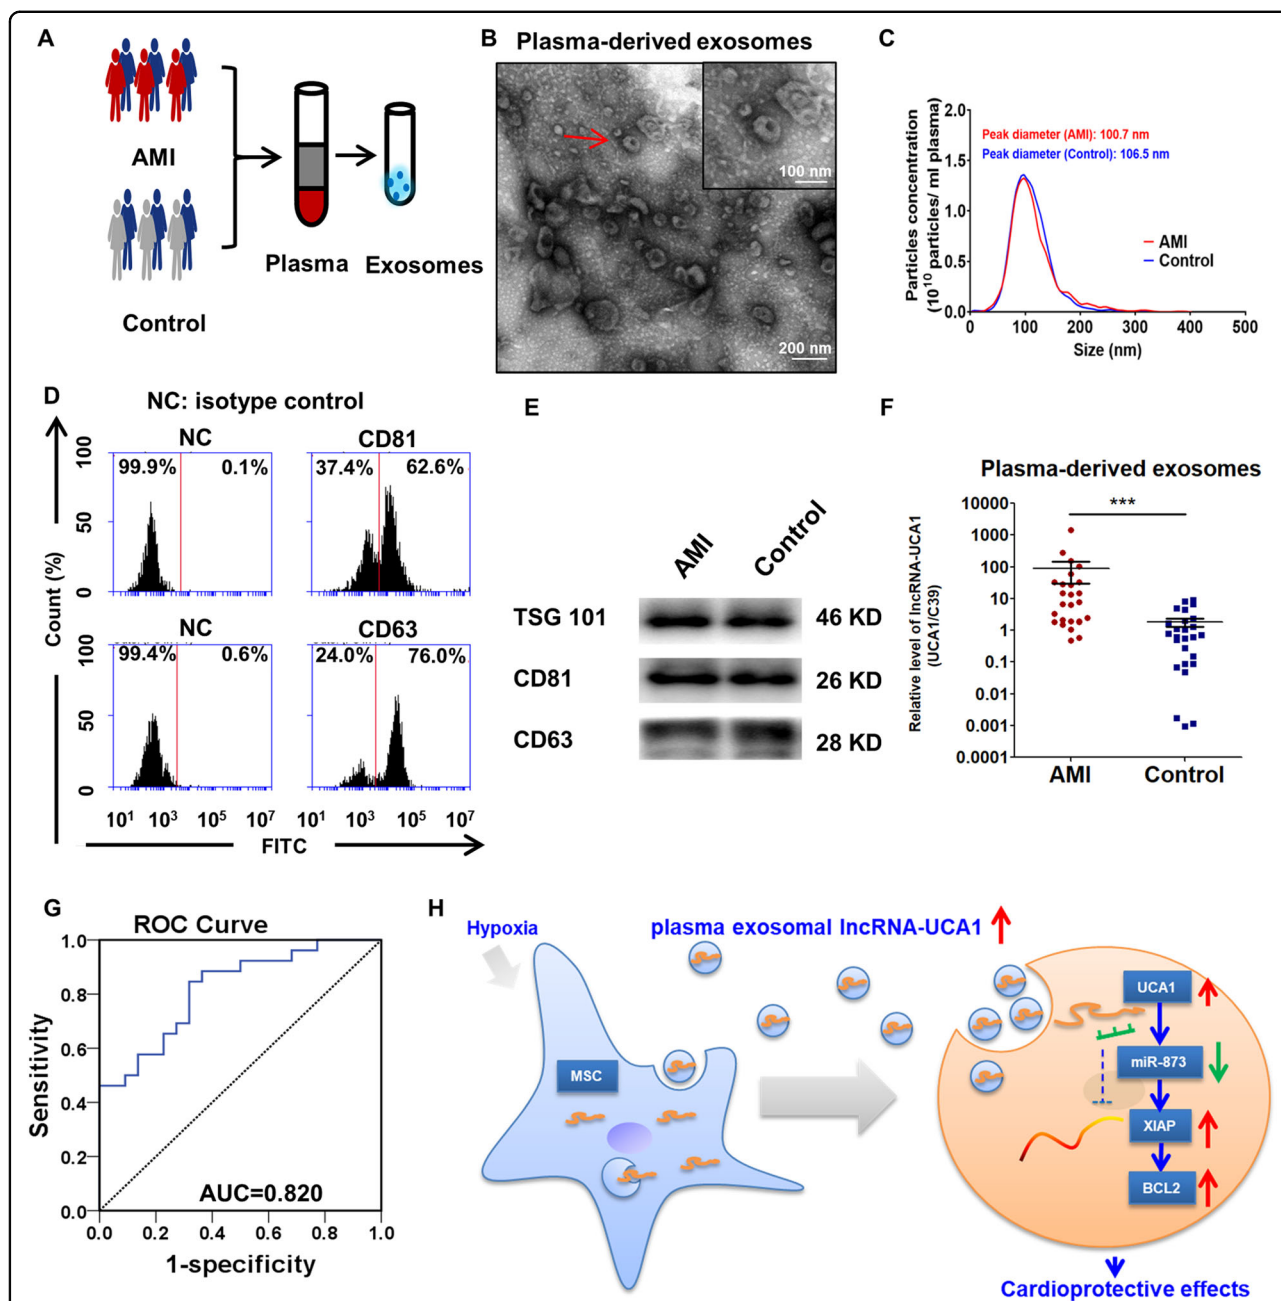 A
AMI
Control
Plasma
Exosomes
B
Plasma-derived exosomes
100 nm
200 nm
C
Particles concentration
(10¹⁰ particles/ ml plasma)
2.0
1.5
1.0
0.5
0.0
Peak diameter (AMI): 100.7 nm
Peak diameter (Control): 106.5 nm
AMI
Control
0 100 200 300 400 500
Size (nm)
D
NC: isotype control
NC
99.9% 0.1%
CD81
37.4% 62.6%
NC
99.4% 0.6%
CD63
24.0% 76.0%
Count (%)
100
50
0
100
50
0
10¹ 10³ 10⁵ 10⁷ 10¹ 10³ 10⁵ 10⁷
FITC
E
AMI Control
TSG 101 46 KD
CD81 26 KD
CD63 28 KD
F
Plasma-derived exosomes
Relative level of lncRNA-UCA1
(UCA1/C39)
10000
1000
100
10
1
0.1
0.01
0.001
0.0001
***
AMI Control
G
ROC Curve
Sensitivity
1.0
0.8
0.6
0.4
0.2
0.0
AUC=0.820
0.0 0.2 0.4 0.6 0.8 1.0
1-specificity
H
Hypoxia
plasma exosomal lncRNA-UCA1
MSC
UCA1
miR-873
XIAP
BCL2
Cardioprotective effects